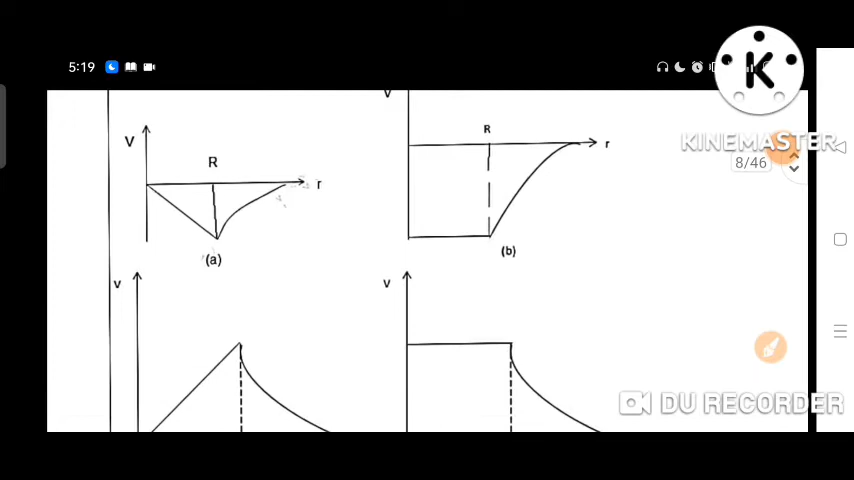 5:19
K
KINEMASTER
V
R
r
8/46
V
R
r
(a)
(b)
V
V
DU RECORDER